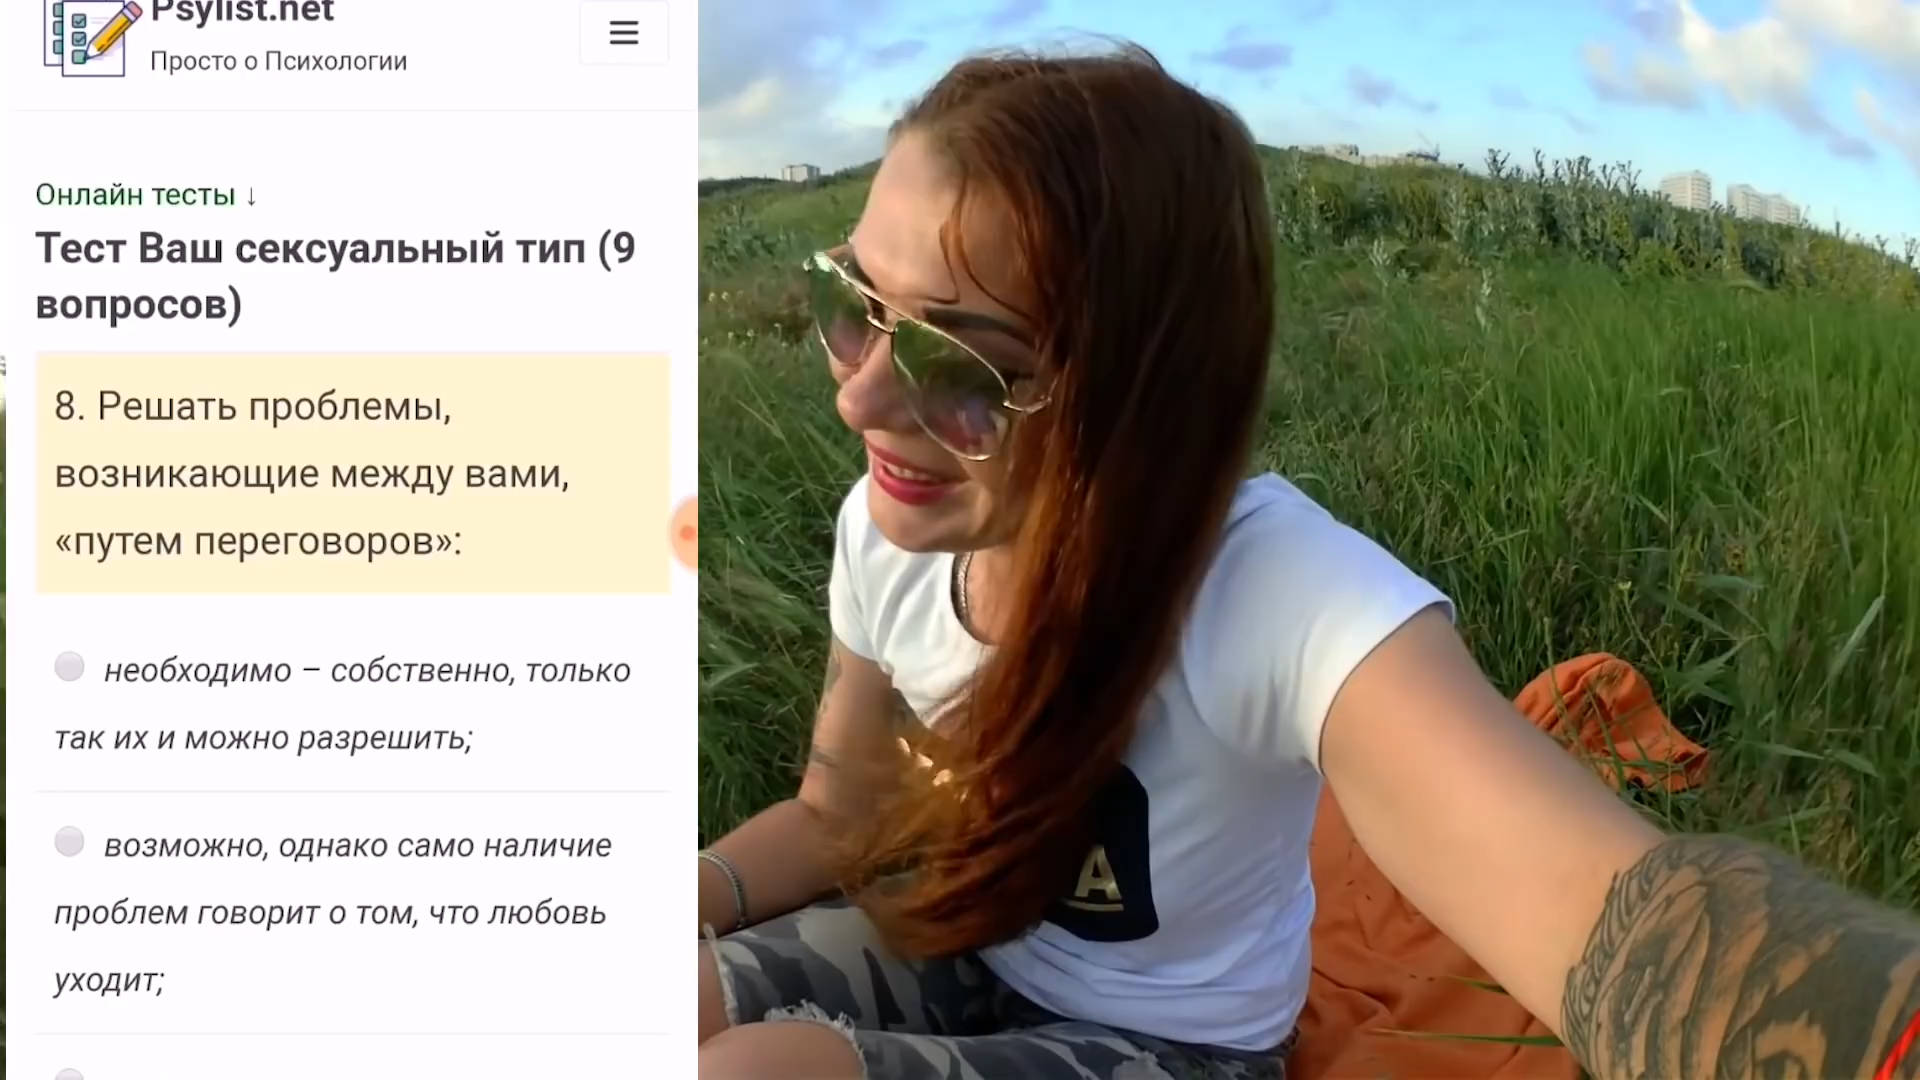 Psylist.net
Просто о Психологии
Онлайн тесты ↓
Тест Ваш сексуальный тип (9
вопросов)
8. Решать проблемы,
возникающие между вами,
«путем переговоров»:
необходимо – собственно, только
так их и можно разрешить;
возможно, однако само наличие
проблем говорит о том, что любовь
уходит;
A